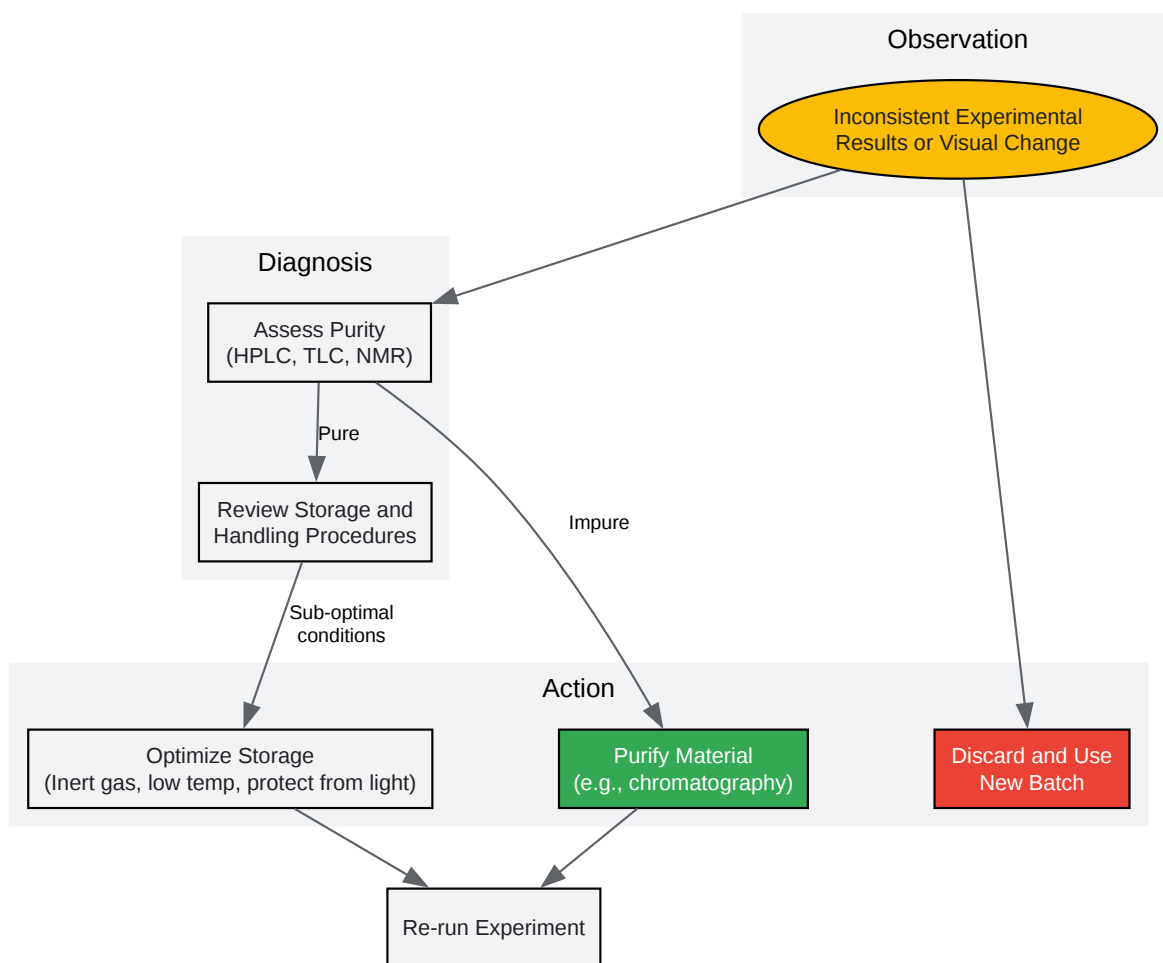 Observation
Inconsistent Experimental
Results or Visual Change
Diagnosis
Assess Purity
(HPLC, TLC, NMR)
Pure
Review Storage and
Handling Procedures
Impure
Sub-optimal
conditions
Action
Optimize Storage
(Inert gas, low temp, protect from light)
Purify Material
(e.g., chromatography)
Discard and Use
New Batch
Re-run Experiment